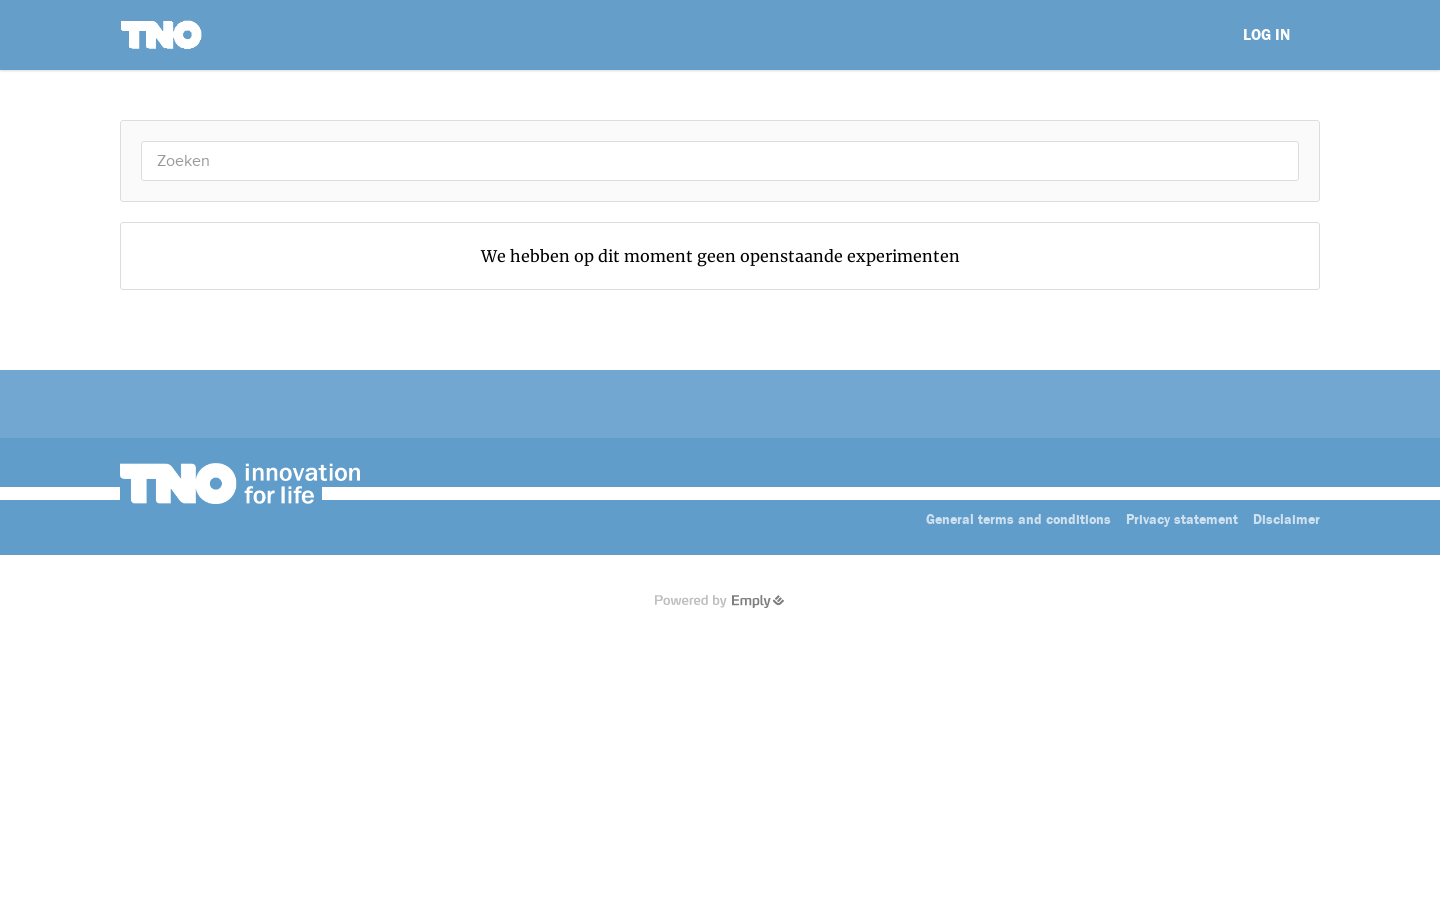 TNO
LOG IN
Zoeken
We hebben op dit moment geen openstaande experimenten
TNO innovation
for life
General terms and conditions Privacy statement Disclaimer
Powered by Emply